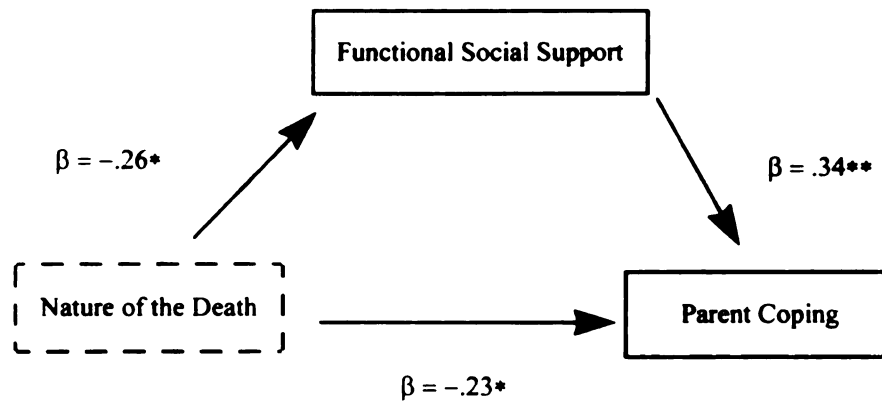 Functional Social Support
β = −.26*
β = .34**
Nature of the Death
Parent Coping
β = −.23*